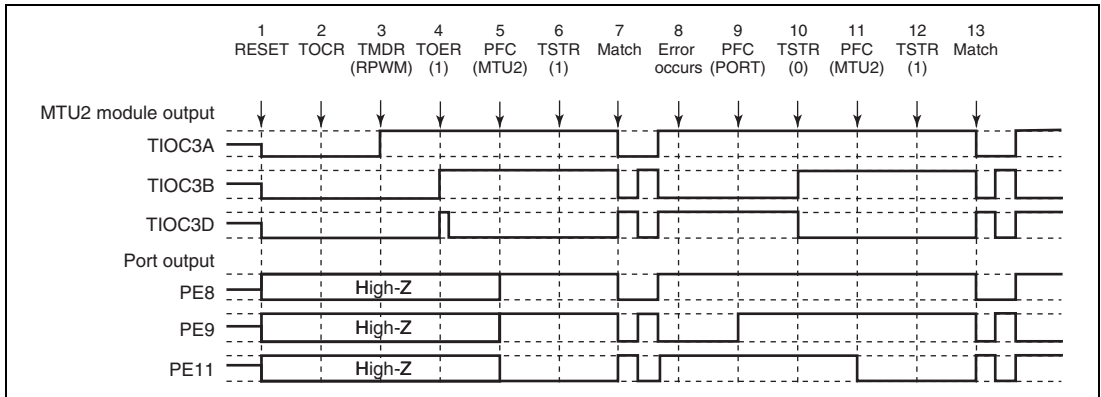 1 2 3 4 5 6 7 8 9 10 11 12 13
RESET TOCR TMDR TOER PFC TSTR Match Error PFC TSTR PFC TSTR Match
(RPWM) (1) (MTU2) (1) occurs (PORT) (0) (MTU2) (1)
MTU2 module output
TIOC3A
TIOC3B
TIOC3D
Port output
PE8 High-Z
PE9 High-Z
PE11 High-Z